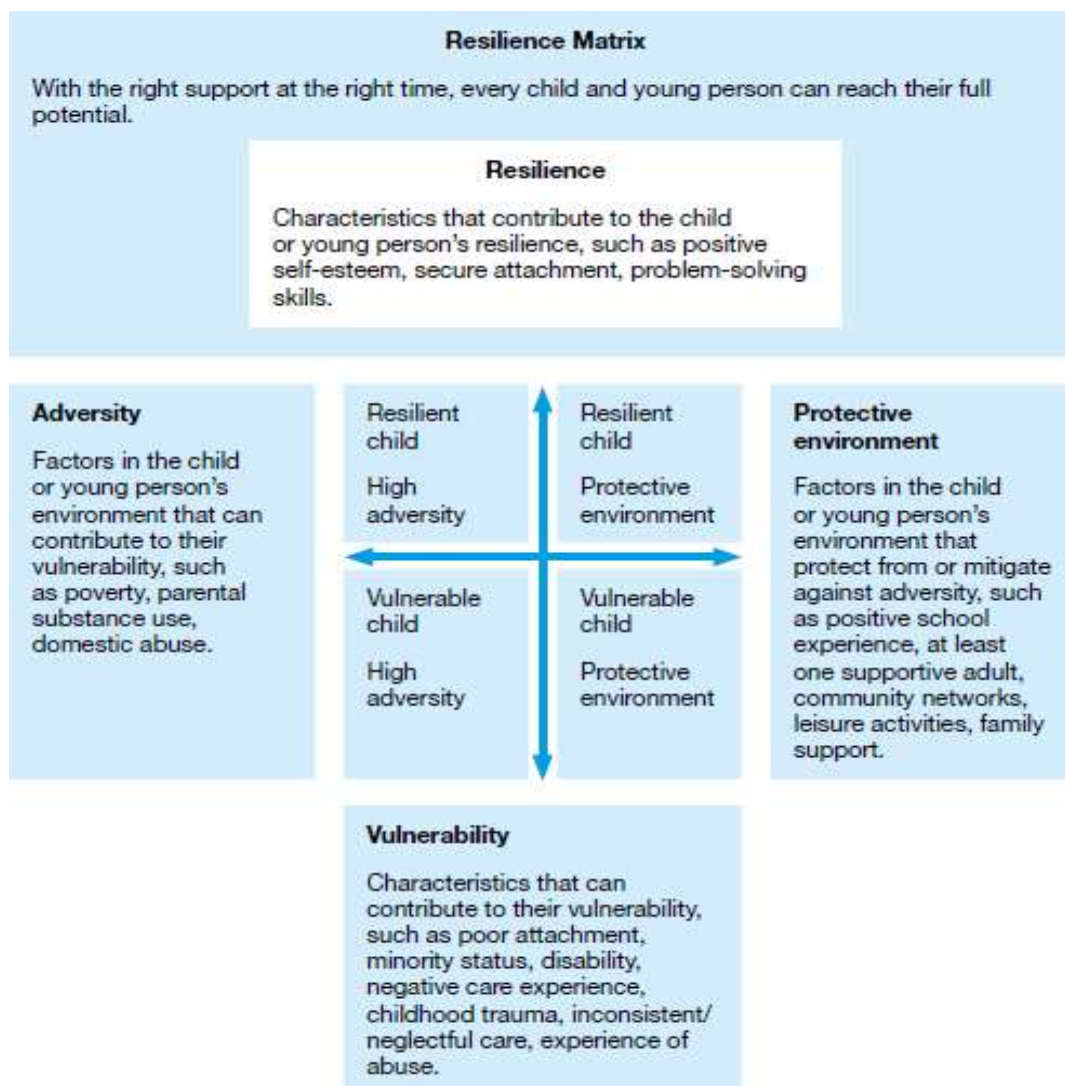 Resilience Matrix
With the right support at the right time, every child and young person can reach their full
potential.
Resilience
Characteristics that contribute to the child
or young person's resilience, such as positive
self-esteem, secure attachment, problem-solving
skills.
Adversity
Factors in the child
or young person's
environment that can
contribute to their
vulnerability, such
as poverty, parental
substance use,
domestic abuse.
Resilient
child
High
adversity
Resilient
child
Protective
environment
Vulnerable
child
High
adversity
Vulnerable
child
Protective
environment
Protective
environment
Factors in the child
or young person's
environment that
protect from or mitigate
against adversity, such
as positive school
experience, at least
one supportive adult,
community networks,
leisure activities, family
support.
Vulnerability
Characteristics that can
contribute to their vulnerability,
such as poor attachment,
minority status, disability,
negative care experience,
childhood trauma, inconsistent/
neglectful care, experience of
abuse.